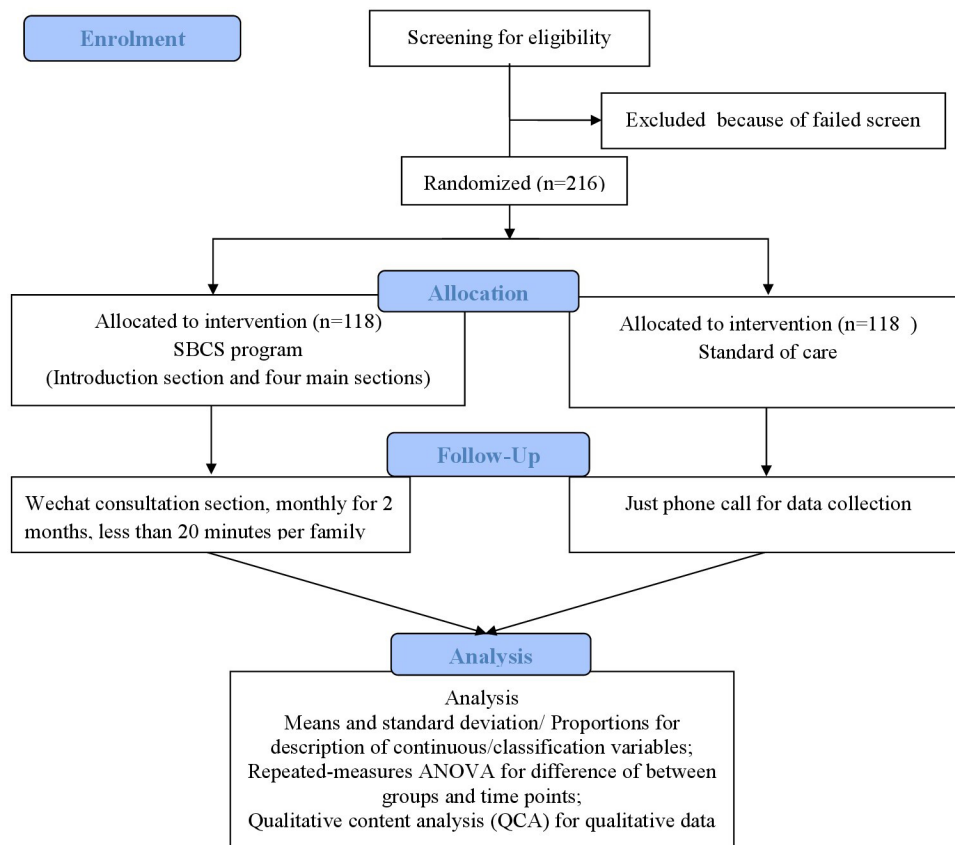 Enrolment
Screening for eligibility
Excluded because of failed screen
Randomized (n=216)
Allocation
Allocated to intervention (n=118)
SBCS program
(Introduction section and four main sections)
Allocated to intervention (n=118 )
Standard of care
Follow-Up
Wechat consultation section, monthly for 2
months, less than 20 minutes per family
Just phone call for data collection
Analysis
Analysis
Means and standard deviation/ Proportions for
description of continuous/classification variables;
Repeated-measures ANOVA for difference of between
groups and time points;
Qualitative content analysis (QCA) for qualitative data